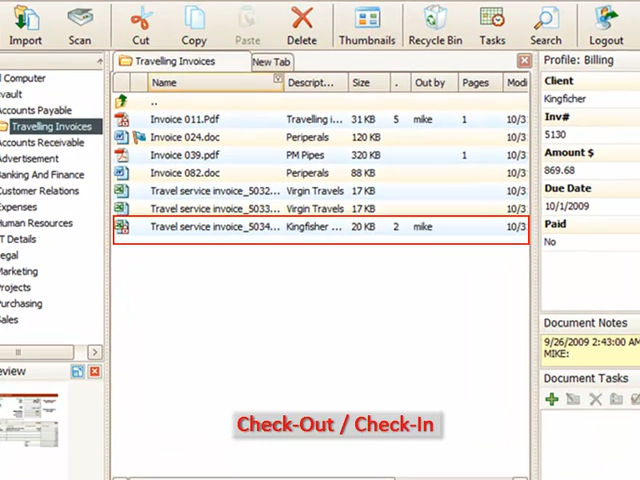 Import Scan Cut Copy Paste Delete Thumbnails Recycle Bin Tasks Search Logout
l Computer
vault
Accounts Payable
Travelling Invoices
Accounts Receivable
Advertisement
Banking And Finance
Customer Relations
Expenses
Human Resources
T Details
egal
Marketing
Projects
Purchasing
ales
eview
Travelling Invoices New Tab
Name Descript... Size . Out by Pages Modi
..
Invoice 011.Pdf Travelling i... 31 KB 5 mike 1 10/3
Invoice 024.doc Periperals 120 KB 10/3
Invoice 039.pdf PM Pipes 320 KB 1 10/3
Invoice 082.doc Periperals 88 KB 10/3
Travel service invoice_5032... Virgin Travels 17 KB 10/3
Travel service invoice_5033... Virgin Travels 17 KB 10/3
Travel service invoice_5034... Kingfisher ... 20 KB 2 mike 10/3
Check-Out / Check-In
Profile: Billing
Client
Kingficher
Inv#
5130
Amount $
869.68
Due Date
10/1/2009
Paid
No
Document Notes
9/26/2009 2:43:00 AM
MIKE:
Document Tasks